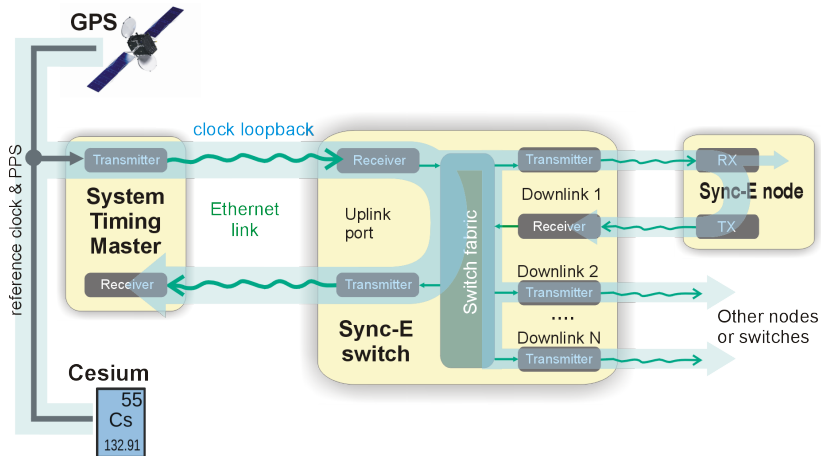 GPS
clock loopback
reference clock & PPS
Transmitter
System
Timing
Master
Receiver
Ethernet
link
Receiver
Uplink
port
Transmitter
Sync-E
switch
Switch fabric
Transmitter
Downlink 1
Receiver
Downlink 2
Transmitter
....
Downlink N
Transmitter
RX
Sync-E node
TX
Other nodes
or switches
Cesium
55
Cs
132.91